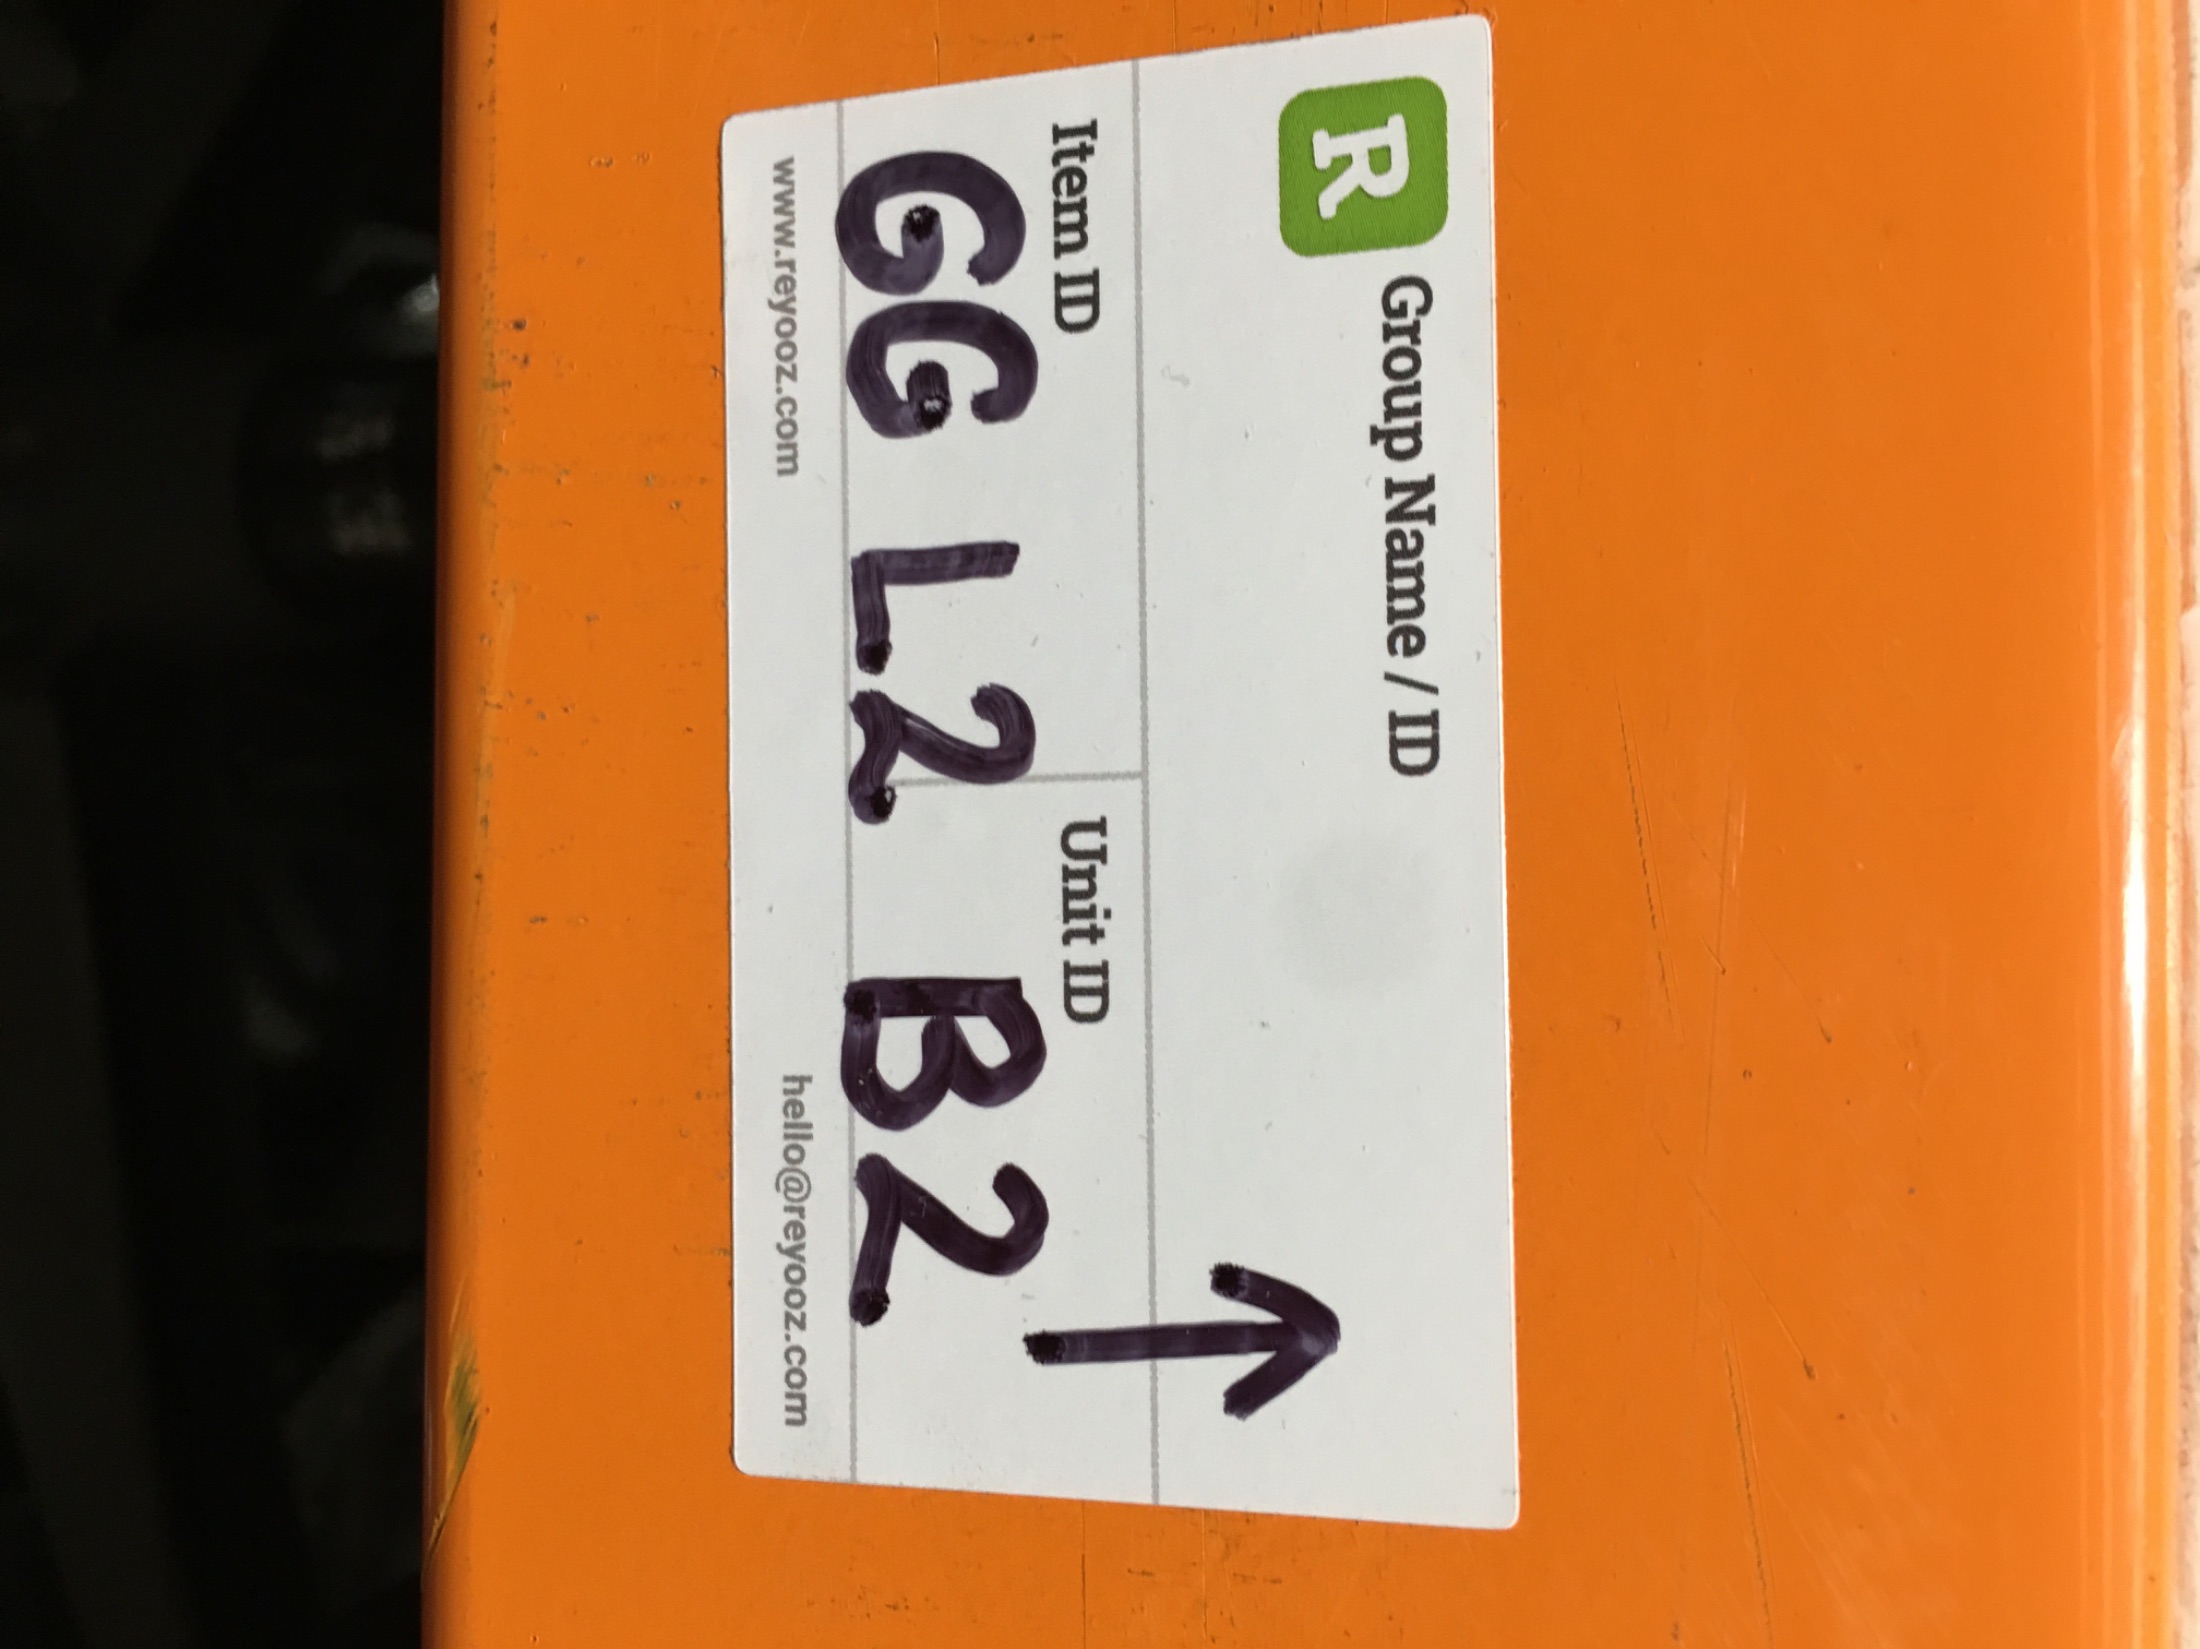 R Group Name / ID
Item ID Unit ID
GG L2 B2 ↑
www.reyooz.com hello@reyooz.com